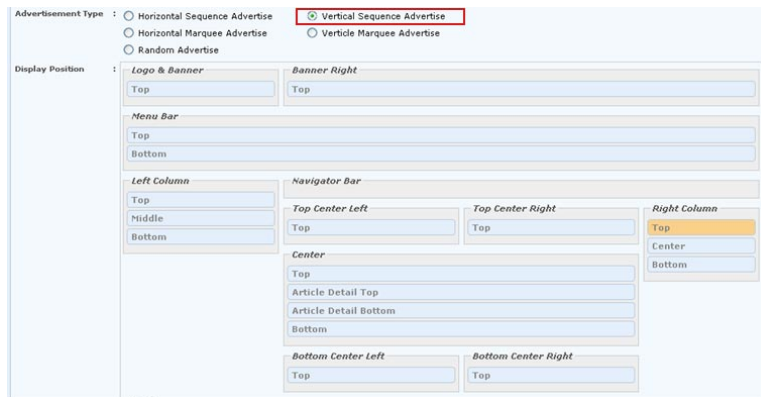 Advertisement Type : Horizontal Sequence Advertise Vertical Sequence Advertise
Horizontal Marquee Advertise Verticle Marquee Advertise
Random Advertise
Display Position :
Logo & Banner
Top
Banner Right
Top
Menu Bar
Top
Bottom
Left Column
Top
Middle
Bottom
Navigator Bar
Top Center Left
Top
Top Center Right
Top
Right Column
Top
Center
Bottom
Center
Top
Article Detail Top
Article Detail Bottom
Bottom
Bottom Center Left
Top
Bottom Center Right
Top